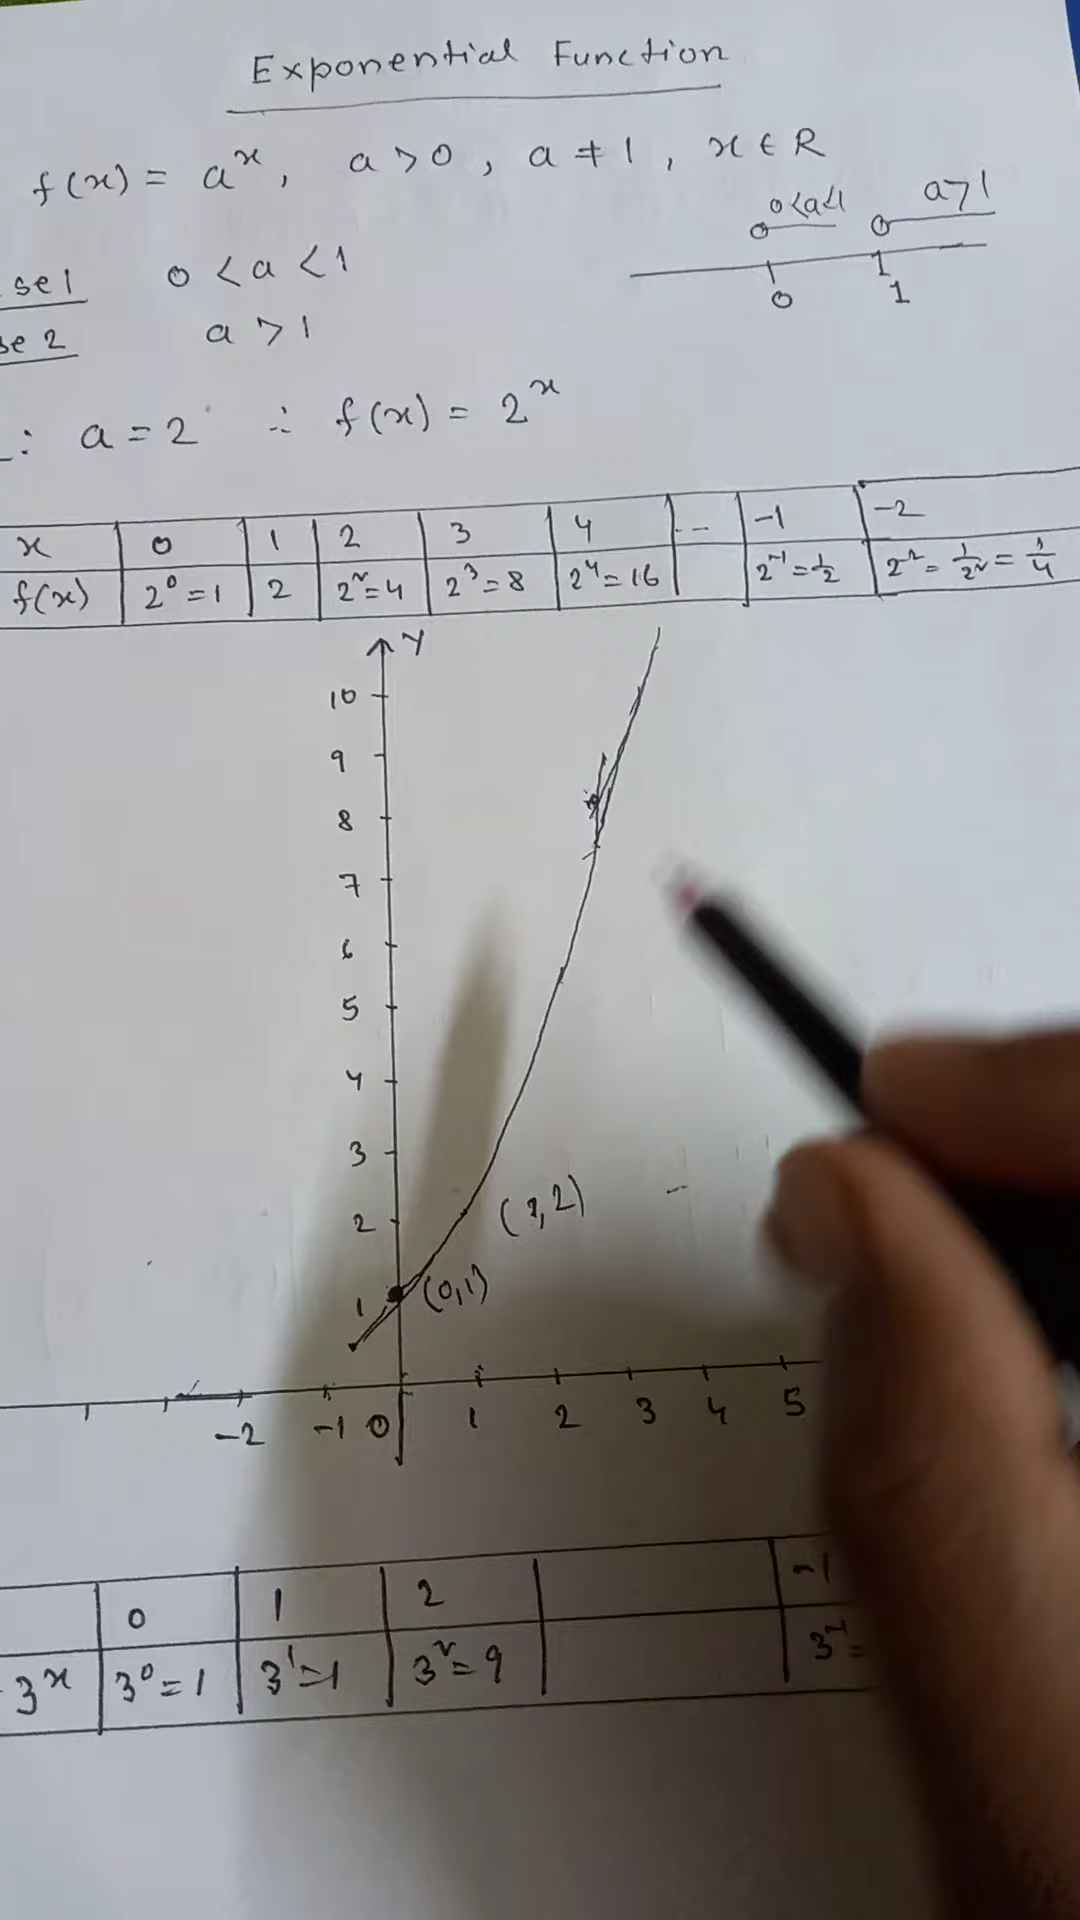 Exponential Function
f(x) = a^x, a > 0, a ≠ 1, x ∈ R
0<a<1 a>1
0 1
se 1 0 < a < 1
se 2 a > 1
: a = 2 ∴ f(x) = 2^x
x 0 1 2 3 4 -- -1 -2
f(x) 2^0 = 1 2 2^2 = 4 2^3 = 8 2^4 = 16 2^-1 = 1/2 2^-2 = 1/2^2 = 1/4
Y
10
9
8
7
6
5
4
3
2 (1,2)
1 (0,1)
-2 -1 0 1 2 3 4 5
0 1 2 -1
3^x 3^0 = 1 3^1 = 1 3^2 = 9 3^-1 =